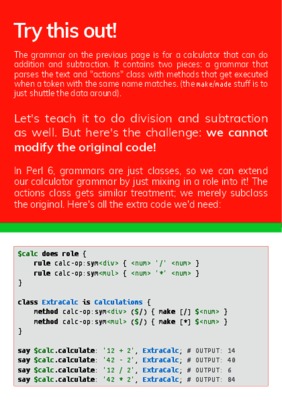 Try this out!
The grammar on the previous page is for a calculator that can do
addition and subtraction. It contains two pieces: a grammar that
parses the text and "actions" class with methods that get executed
when a token with the same name matches. (the make/made stuff is to
just shuttle the data around).
Let's teach it to do division and subtraction
as well. But here's the challenge: we cannot
modify the original code!
In Perl 6, grammars are just classes, so we can extend
our calculator grammar by just mixing in a role into it! The
actions class gets similar treatment; we merely subclass
the original. Here's all the extra code we'd need:
$calc does role {
    rule calc-op:sym<div> { <num> '/' <num> }
    rule calc-op:sym<mul> { <num> '*' <num> }
}
class ExtraCalc is Calculations {
    method calc-op:sym<div> ($/) { make [/] $<num> }
    method calc-op:sym<mul> ($/) { make [*] $<num> }
}
say $calc.calculate: '12 + 2', ExtraCalc; # OUTPUT: 14
say $calc.calculate: '42 - 2', ExtraCalc; # OUTPUT: 40
say $calc.calculate: '12 / 2', ExtraCalc; # OUTPUT: 6
say $calc.calculate: '42 * 2', ExtraCalc; # OUTPUT: 84